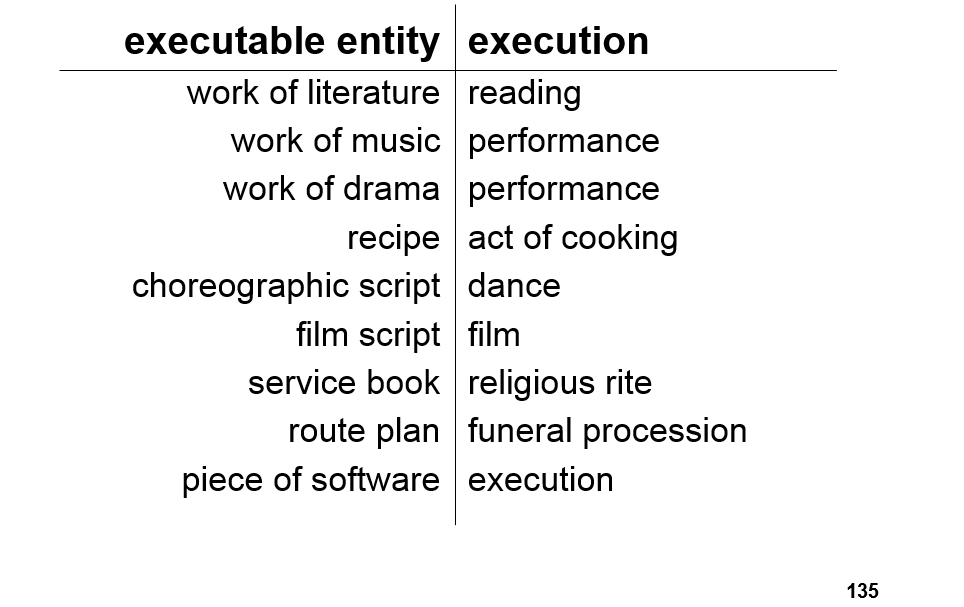 executable entity execution
work of literature reading
work of music performance
work of drama performance
recipe act of cooking
choreographic script dance
film script film
service book religious rite
route plan funeral procession
piece of software execution
135